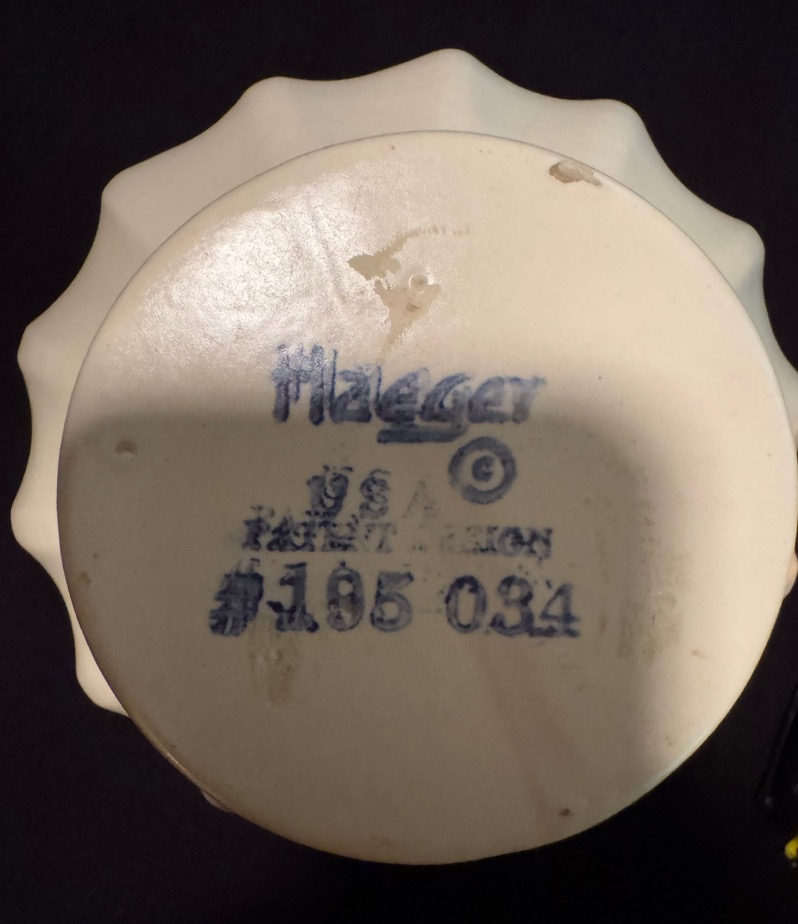 Haeger
©
USA
PATENT DESIGN
#195 034